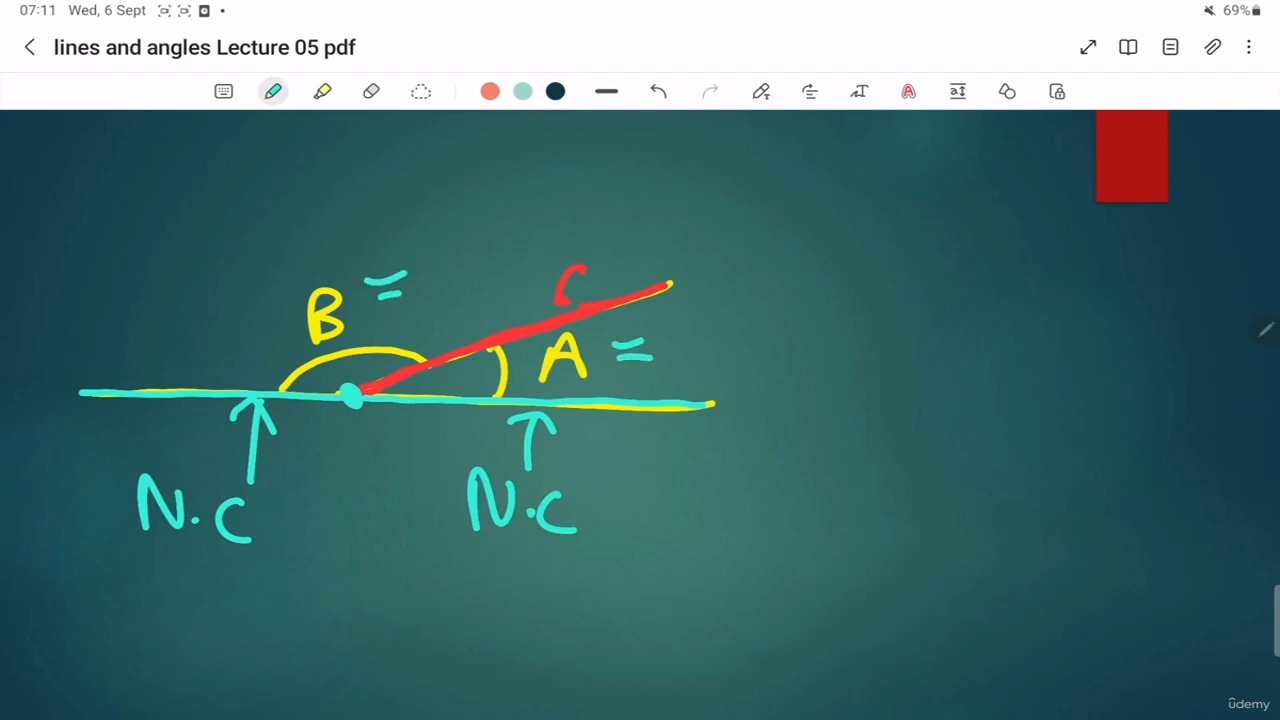 07:11 Wed, 6 Sept 69%
lines and angles Lecture 05 pdf
B C
A
N.C N.C
ûdemy